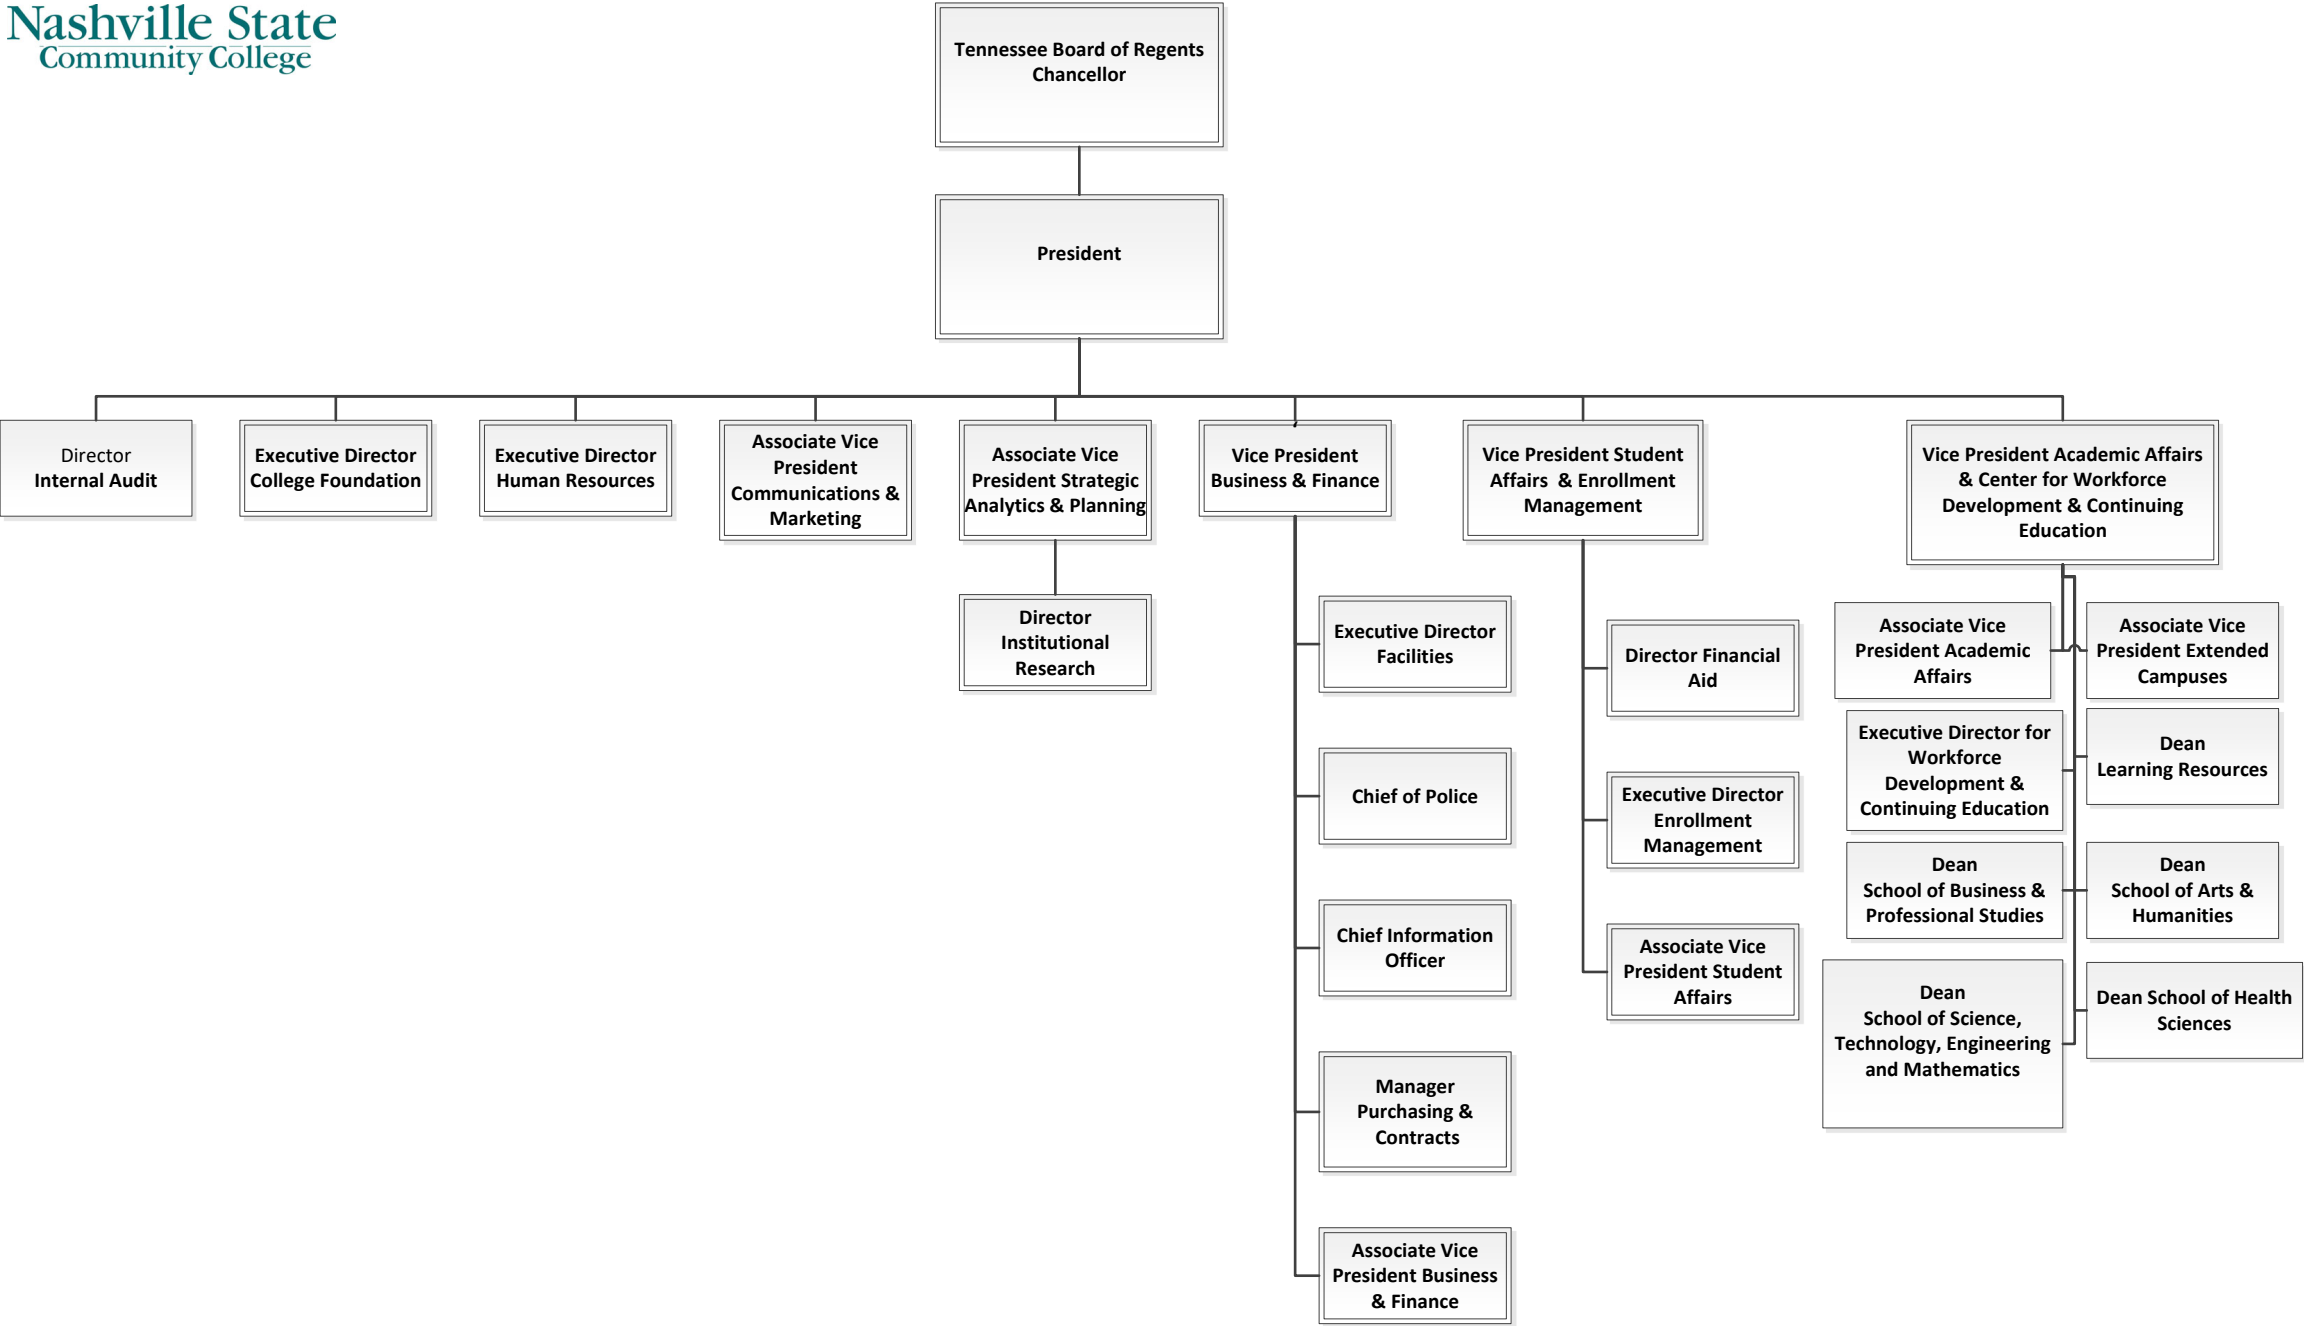 Nashville State
Community College
Tennessee Board of Regents
Chancellor
President
Director
Internal Audit
Executive Director
College Foundation
Executive Director
Human Resources
Associate Vice
President
Communications &
Marketing
Associate Vice
President Strategic
Analytics & Planning
Vice President
Business & Finance
Vice President Student
Affairs & Enrollment
Management
Vice President Academic Affairs
& Center for Workforce
Development & Continuing
Education
Director
Institutional
Research
Executive Director
Facilities
Chief of Police
Chief Information
Officer
Manager
Purchasing &
Contracts
Associate Vice
President Business
& Finance
Director Financial
Aid
Executive Director
Enrollment
Management
Associate Vice
President Student
Affairs
Associate Vice
President Academic
Affairs
Associate Vice
President Extended
Campuses
Executive Director for
Workforce
Development &
Continuing Education
Dean
Learning Resources
Dean
School of Business &
Professional Studies
Dean
School of Arts &
Humanities
Dean
School of Science,
Technology, Engineering
and Mathematics
Dean School of Health
Sciences